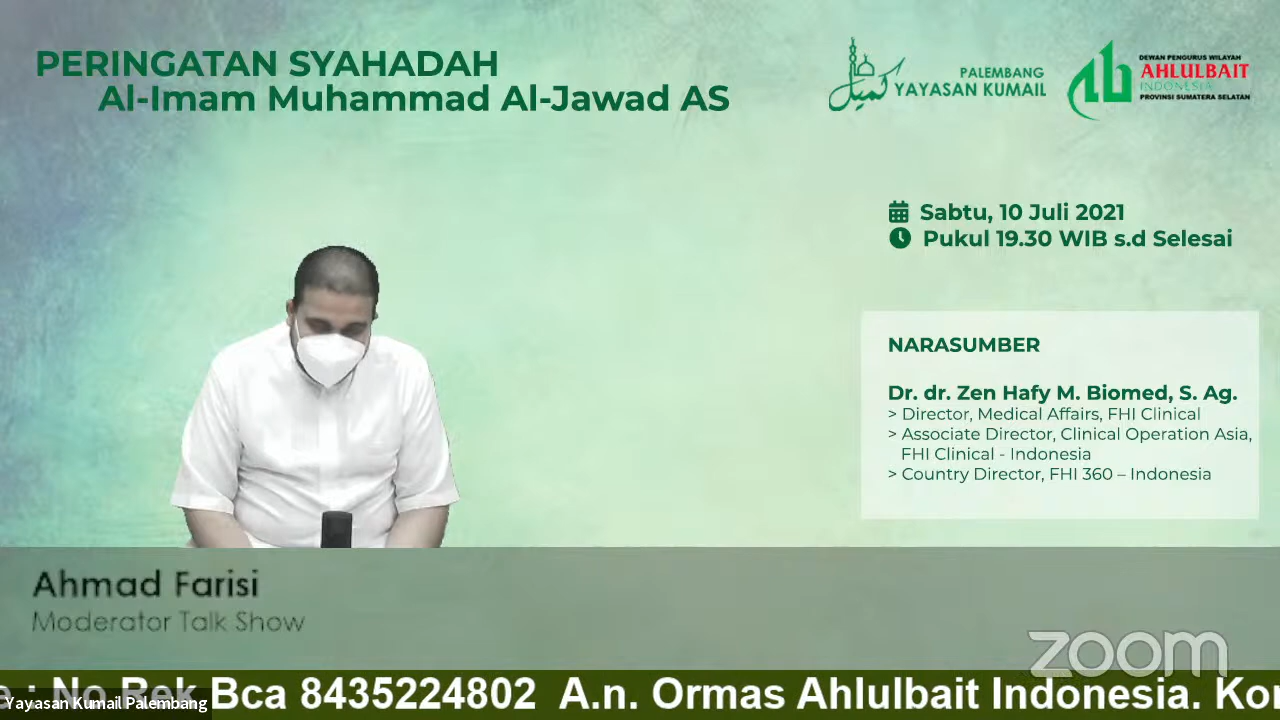 PERINGATAN SYAHADAH
Al-Imam Muhammad Al-Jawad AS
كميل
PALEMBANG
YAYASAN KUMAIL
DEWAN PENGURUS WILAYAH
AHLULBAIT
INDONESIA
PROVINSI SUMATERA SELATAN
Sabtu, 10 Juli 2021
Pukul 19.30 WIB s.d Selesai
NARASUMBER
Dr. dr. Zen Hafy M. Biomed, S. Ag.
> Director, Medical Affairs, FHI Clinical
> Associate Director, Clinical Operation Asia,
FHI Clinical - Indonesia
> Country Director, FHI 360 – Indonesia
Ahmad Farisi
Moderator Talk Show
zoom
: No Rek Bca 8435224802 A.n. Ormas Ahlulbait Indonesia.
Yayasan Kumail Palembang